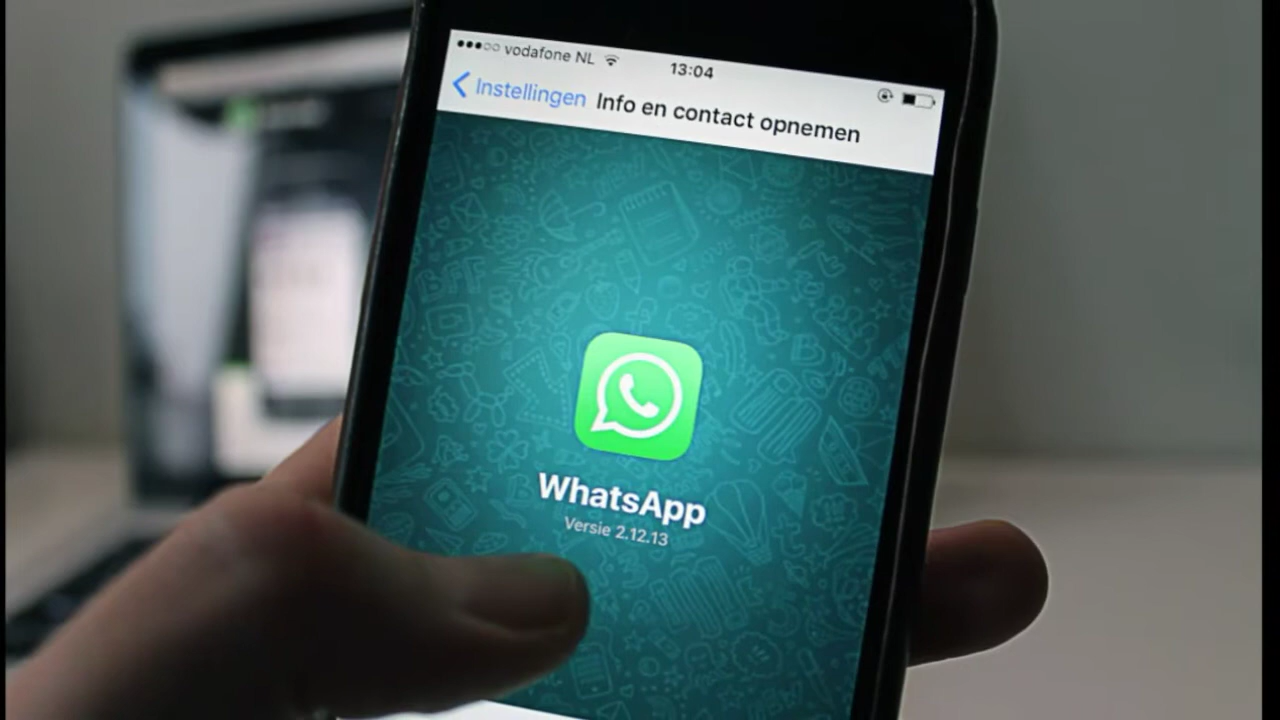 vodafone NL
13:04
Instellingen
Info en contact opnemen
WhatsApp
Versie 2.12.13